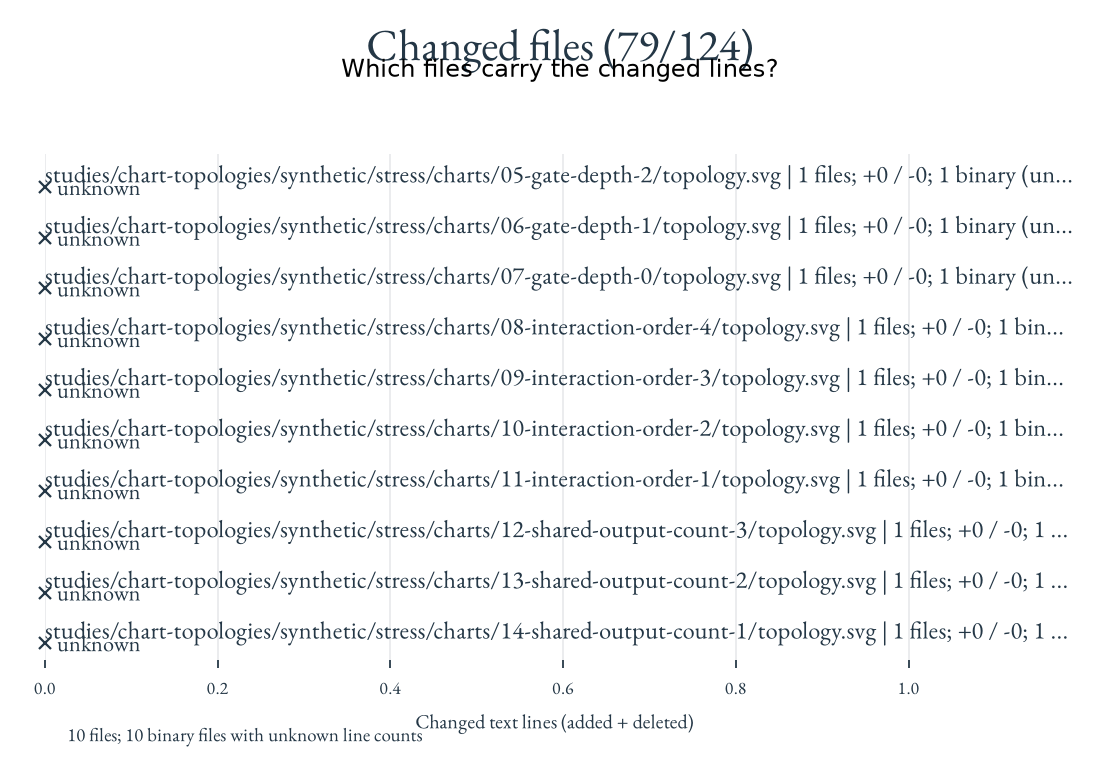 Changed files (79/124)
Which files carry the changed lines?
studies/chart-topologies/synthetic/stress/charts/05-gate-depth-2/topology.svg | 1 files; +0 / -0; 1 binary (un...
unknown
studies/chart-topologies/synthetic/stress/charts/06-gate-depth-1/topology.svg | 1 files; +0 / -0; 1 binary (un...
unknown
studies/chart-topologies/synthetic/stress/charts/07-gate-depth-0/topology.svg | 1 files; +0 / -0; 1 binary (un...
unknown
studies/chart-topologies/synthetic/stress/charts/08-interaction-order-4/topology.svg | 1 files; +0 / -0; 1 bin...
unknown
studies/chart-topologies/synthetic/stress/charts/09-interaction-order-3/topology.svg | 1 files; +0 / -0; 1 bin...
unknown
studies/chart-topologies/synthetic/stress/charts/10-interaction-order-2/topology.svg | 1 files; +0 / -0; 1 bin...
unknown
studies/chart-topologies/synthetic/stress/charts/11-interaction-order-1/topology.svg | 1 files; +0 / -0; 1 bin...
unknown
studies/chart-topologies/synthetic/stress/charts/12-shared-output-count-3/topology.svg | 1 files; +0 / -0; 1 ...
unknown
studies/chart-topologies/synthetic/stress/charts/13-shared-output-count-2/topology.svg | 1 files; +0 / -0; 1 ...
unknown
studies/chart-topologies/synthetic/stress/charts/14-shared-output-count-1/topology.svg | 1 files; +0 / -0; 1 ...
unknown
0.0 0.2 0.4 0.6 0.8 1.0
Changed text lines (added + deleted)
10 files; 10 binary files with unknown line counts